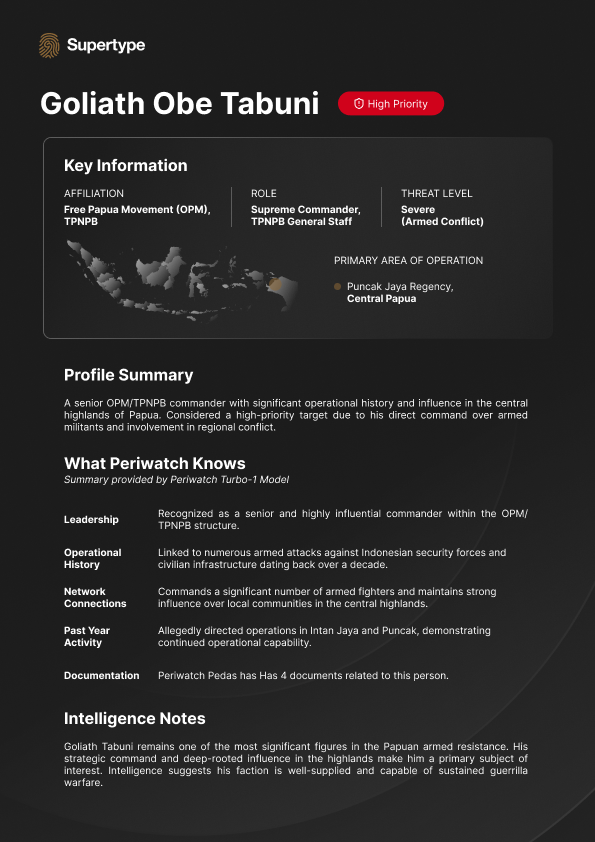 Supertype
Goliath Obe Tabuni
High Priority
Key Information
AFFILIATION
Free Papua Movement (OPM),
TPNPB
ROLE
Supreme Commander,
TPNPB General Staff
THREAT LEVEL
Severe
(Armed Conflict)
PRIMARY AREA OF OPERATION
Puncak Jaya Regency,
Central Papua
Profile Summary
A senior OPM/TPNPB commander with significant operational history and influence in the central
highlands of Papua. Considered a high-priority target due to his direct command over armed
militants and involvement in regional conflict.
What Periwatch Knows
Summary provided by Periwatch Turbo-1 Model
Leadership
Recognized as a senior and highly influential commander within the OPM/
TPNPB structure.
Operational
History
Linked to numerous armed attacks against Indonesian security forces and
civilian infrastructure dating back over a decade.
Network
Connections
Commands a significant number of armed fighters and maintains strong
influence over local communities in the central highlands.
Past Year
Activity
Allegedly directed operations in Intan Jaya and Puncak, demonstrating
continued operational capability.
Documentation
Periwatch Pedas has Has 4 documents related to this person.
Intelligence Notes
Goliath Tabuni remains one of the most significant figures in the Papuan armed resistance. His
strategic command and deep-rooted influence in the highlands make him a primary subject of
interest. Intelligence suggests his faction is well-supplied and capable of sustained guerrilla
warfare.